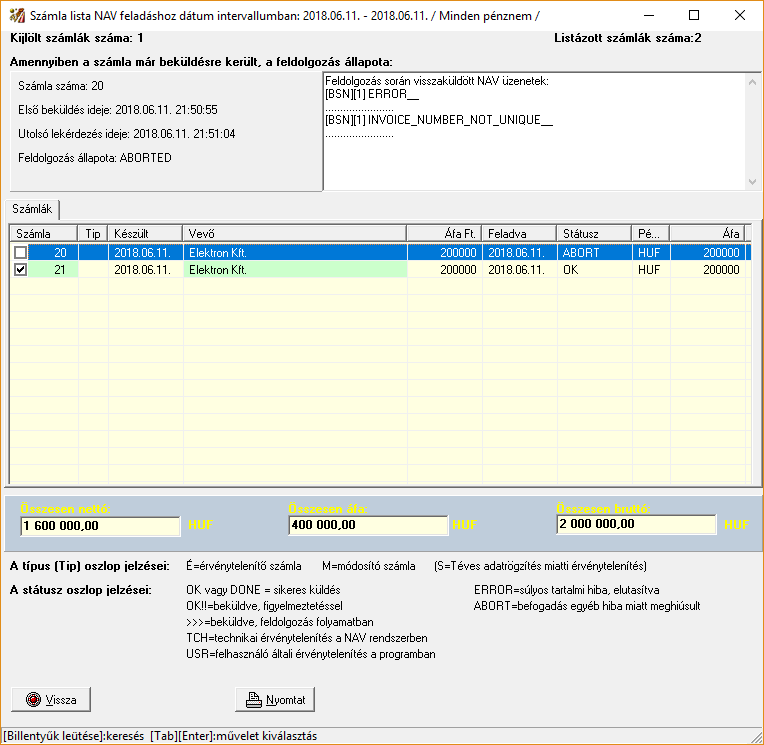 Számla lista NAV feladáshoz dátum intervallumban: 2018.06.11. - 2018.06.11. / Minden pénznem /
Kijlölt számlák száma: 1 Listázott számlák száma:2
Amennyiben a számla már beküldésre került, a feldolgozás állapota:
Számla száma: 20
Első beküldés ideje: 2018.06.11. 21:50:55
Utolsó lekérdezés ideje: 2018.06.11. 21:51:04
Feldolgozás állapota: ABORTED
Feldolgozás során visszaküldött NAV üzenetek:
[BSN][1] ERROR__
.......................
[BSN][1] INVOICE_NUMBER_NOT_UNIQUE__
.......................
Számlák
Számla Tip Készült Vevő Áfa Ft. Feladva Státusz Pé... Áfa
20 2018.06.11. Elektron Kft. 200000 2018.06.11. ABORT HUF 200000
21 2018.06.11. Elektron Kft. 200000 2018.06.11. OK HUF 200000
Összesen nettó: Összesen áfa: Összesen bruttó:
1 600 000,00 HUF 400 000,00 HUF 2 000 000,00 HUF
A típus (Tip) oszlop jelzései: É=érvénytelenítő számla M=módosító számla (S=Téves adatrögzítés miatti érvénytelenítés)
A státusz oszlop jelzései: OK vagy DONE = sikeres küldés ERROR=súlyos tartalmi hiba, elutasítva
OK!!=beküldve, figyelmeztetéssel ABORT=befogadás egyéb hiba miatt meghiúsult
>>>=beküldve, feldolgozás folyamatban
TCH=technikai érvénytelenítés a NAV rendszerben
USR=felhasználó általi érvénytelenítés a programban
Vissza Nyomtat
[Billentyűk leütése]:keresés [Tab][Enter]:művelet kiválasztás